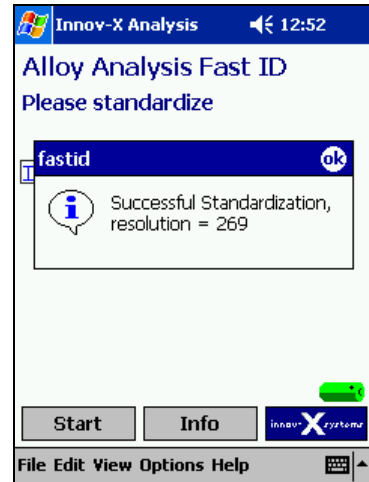 Innov-X Analysis 12:52
Alloy Analysis Fast ID
Please standardize
fastid ok
Successful Standardization,
resolution = 269
Start Info innov-X systems
File Edit View Options Help